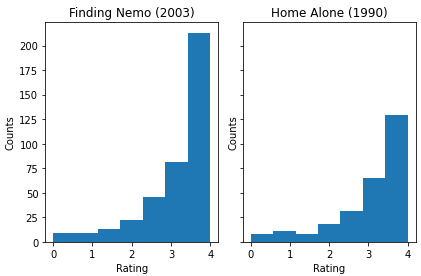 Finding Nemo (2003)
Home Alone (1990)
200
175
150
125
100
75
50
25
0
Counts
Counts
0 1 2 3 4
0 1 2 3 4
Rating
Rating